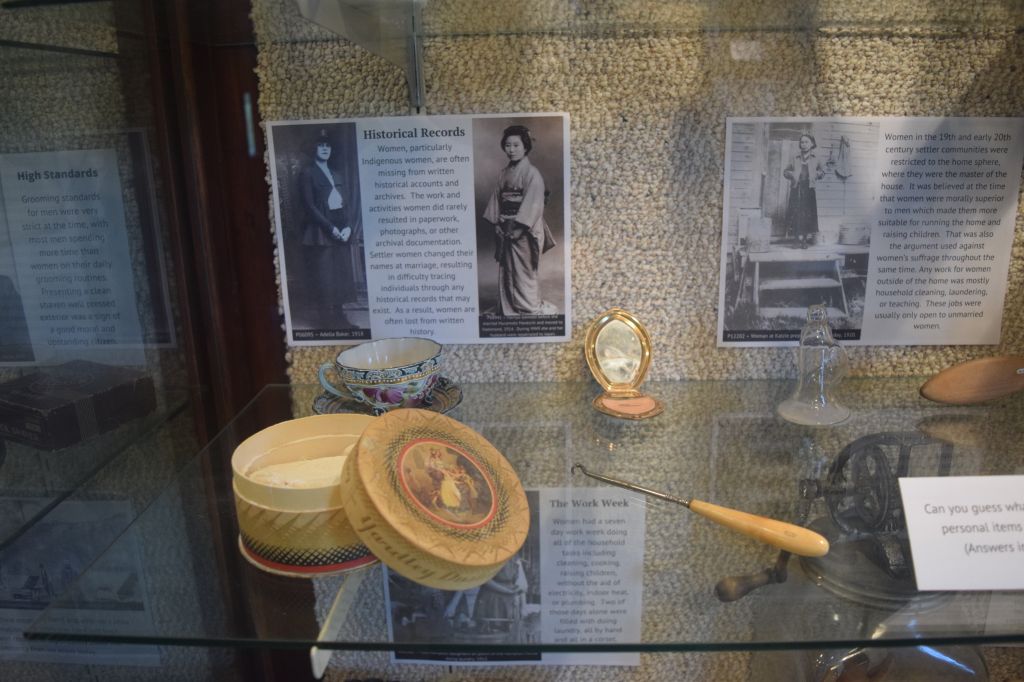 High Standards
Grooming standards
for men were very
strict at the time, with
most men spending
more time than
women on their daily
grooming routines.
Presenting a clean
shaven well dressed
exterior was a sign of
a good moral and
upstanding citizen.
Historical Records
Women, particularly
Indigenous women, are often
missing from written
historical accounts and
archives. The work and
activities women did rarely
resulted in paperwork,
photographs, or other
archival documentation.
Settler women changed their
names at marriage, resulting
in difficulty tracing
individuals through any
historical records that may
exist. As a result, women are
often lost from written
history.
P56695 – Adelia Baker, 1918
Women in the 19th and early 20th
century settler communities were
restricted to the home sphere,
where they were the master of the
house. It was believed at the time
that women were morally superior
to men which made them more
suitable for running the home and
raising children. That was also
the argument used against
women's suffrage throughout the
same time. Any work for women
outside of the home was mostly
household cleaning, laundering,
or teaching. These jobs were
usually only open to unmarried
women.
Woman at
1920
Yardley
The Work Week
Women had a seven
day work week doing
all of the household
tasks including
cleaning, cooking,
raising children,
without the aid of
electricity, indoor heat,
or plumbing. Two of
those days alone were
filled with doing
laundry, all by hand
and all in a corset.
Can you guess wha
personal items
(Answers i